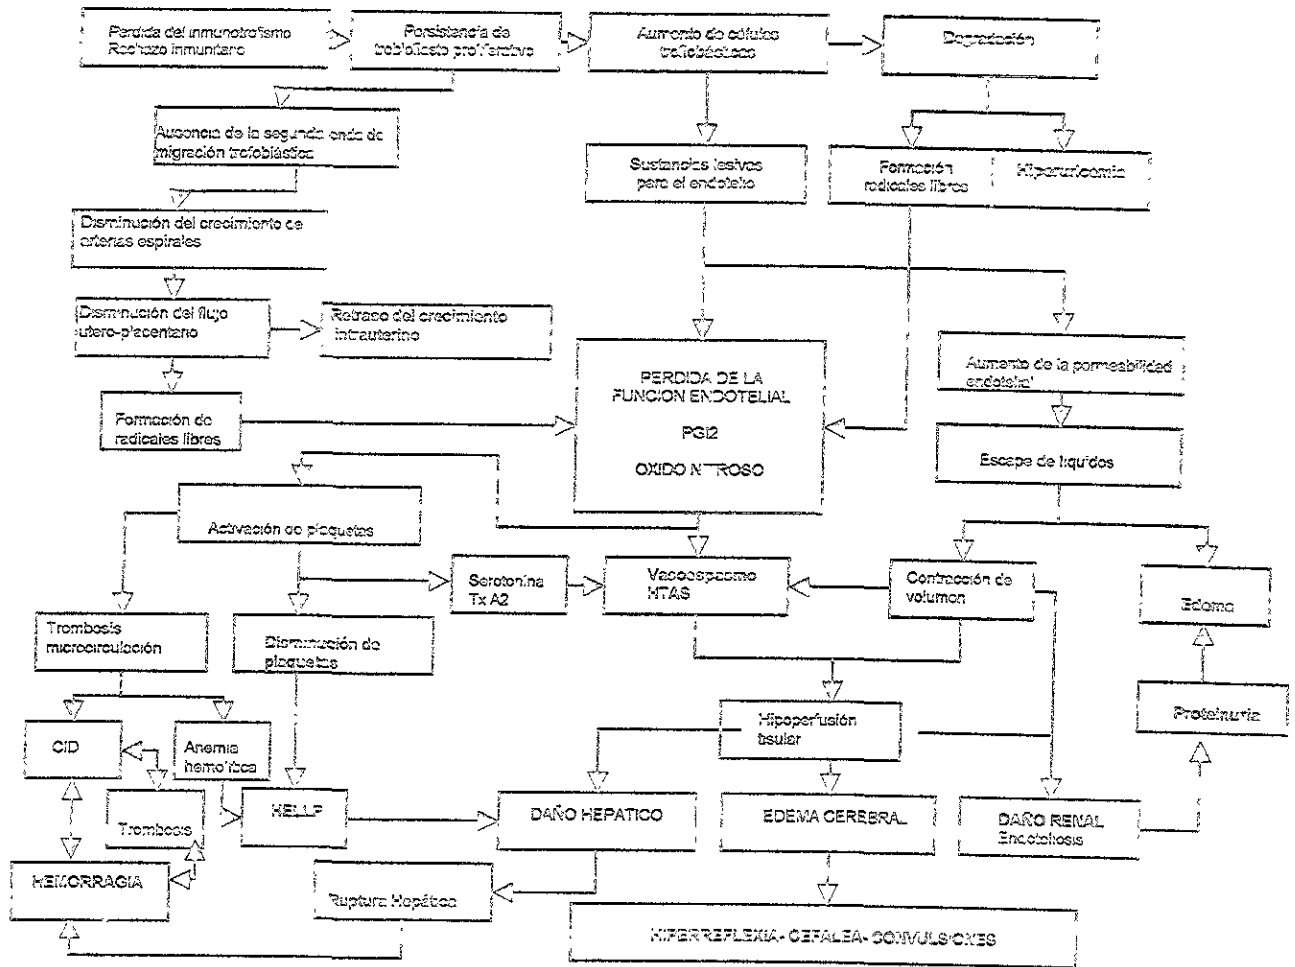 Perdida del inmunotrofismo
Rechazo inmunitario
Persistencia de
trofoblasto proliferativo
Aumento de células
trofoblásticas
Degradación
Ausencia de la segunda onda de
migración trofoblástica
Sustancias lesivas
para el endotelio
Formación
radicales libres
Hiperuricemia
Disminución del crecimiento de
arterias espirales
Disminución del flujo
utero-placentario
Retraso del crecimiento
intrauterino
PERDIDA DE LA
FUNCION ENDOTELIAL
PGI2
OXIDO NITROSO
Aumento de la permeabilidad
endotelial
Formación de
radicales libres
Escape de líquidos
Activación de plaquetas
Serotonina
Tx A2
Vasoespasmo
HTAS
Contracción de
volumen
Edema
Trombosis
microcirculación
Disminución de
plaquetas
Proteinuria
Hipoperfusión
tisular
CID
Anemia
hemolítica
HELLP
DAÑO HEPATICO
EDEMA CEREBRAL
DAÑO RENAL
Endoteliosis
Trombosis
HEMORRAGIA
Ruptura Hepática
HIPERREFLEXIA- CEFALEA- CONVULSIONES